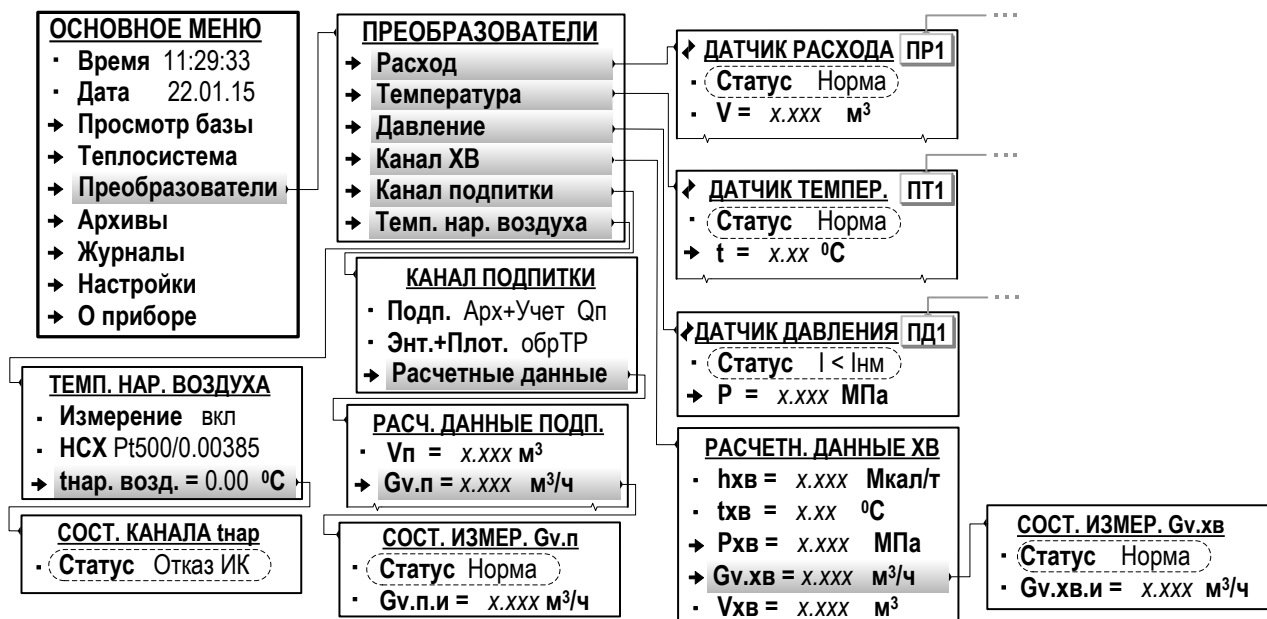 ОСНОВНОЕ МЕНЮ
· Время 11:29:33
· Дата 22.01.15
→ Просмотр базы
→ Теплосистема
→ Преобразователи
→ Архивы
→ Журналы
→ Настройки
→ О приборе
ПРЕОБРАЗОВАТЕЛИ
→ Расход
→ Температура
→ Давление
→ Канал ХВ
→ Канал подпитки
→ Темп. нар. воздуха
ДАТЧИК РАСХОДА ПР1
· Статус Норма
· V = x.xxx м³
ДАТЧИК ТЕМПЕР. ПТ1
· Статус Норма
→ t = x.xx ⁰C
ДАТЧИК ДАВЛЕНИЯ ПД1
· Статус I < Iнм
→ P = x.xxx МПа
КАНАЛ ПОДПИТКИ
· Подп. Арх+Учет Qп
· Энт.+Плот. обрТР
→ Расчетные данные
ТЕМП. НАР. ВОЗДУХА
· Измерение вкл
· НСХ Pt500/0.00385
→ tнар. возд. = 0.00 ⁰C
СОСТ. КАНАЛА tнар
· Статус Отказ ИК
РАСЧ. ДАННЫЕ ПОДП.
· Vп = x.xxx м³
→ Gv.п = x.xxx м³/ч
СОСТ. ИЗМЕР. Gv.п
· Статус Норма
· Gv.п.и = x.xxx м³/ч
РАСЧЕТН. ДАННЫЕ ХВ
· hхв = x.xxx Мкал/т
· tхв = x.xx ⁰C
→ Pхв = x.xxx МПа
→ Gv.хв = x.xxx м³/ч
· Vхв = x.xxx м³
СОСТ. ИЗМЕР. Gv.хв
· Статус Норма
· Gv.хв.и = x.xxx м³/ч